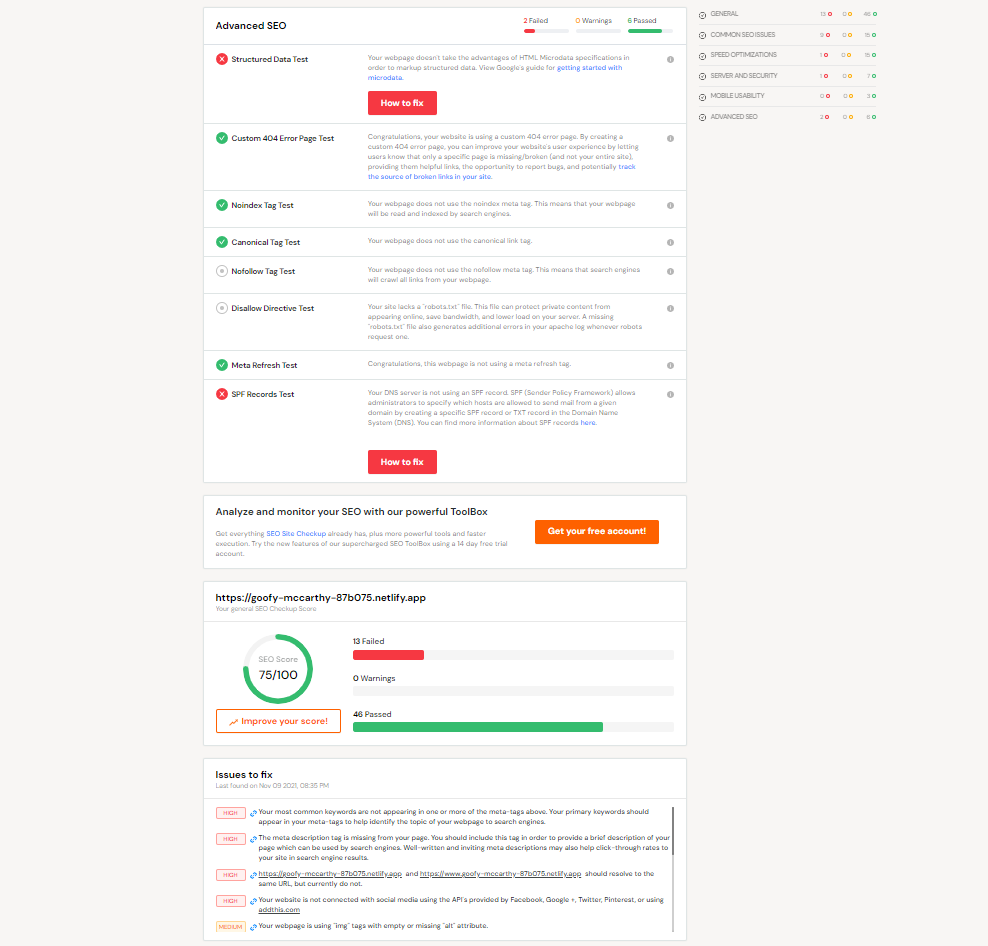 Advanced SEO
2 Failed
0 Warnings
6 Passed
Structured Data Test
Your webpage doesn't take the advantages of HTML Microdata specifications in
order to markup structured data. View Google's guide for getting started with
microdata.
How to fix
Custom 404 Error Page Test
Congratulations, your website is using a custom 404 error page. By creating a
custom 404 error page, you can improve your website's user experience by letting
users know that only a specific page is missing/broken (and not your entire site),
providing them helpful links, the opportunity to report bugs, and potentially track
the source of broken links in your site.
Noindex Tag Test
Your webpage does not use the noindex meta tag. This means that your webpage
will be read and indexed by search engines.
Canonical Tag Test
Your webpage does not use the canonical link tag.
Nofollow Tag Test
Your webpage does not use the nofollow meta tag. This means that search engines
will crawl all links from your webpage.
Disallow Directive Test
Your site lacks a "robots.txt" file. This file can protect private content from
appearing online, save bandwidth, and lower load on your server. A missing
"robots.txt" file also generates additional errors in your apache log whenever robots
request one.
Meta Refresh Test
Congratulations, this webpage is not using a meta refresh tag.
SPF Records Test
Your DNS server is not using an SPF record. SPF (Sender Policy Framework) allows
administrators to specify which hosts are allowed to send mail from a given
domain by creating a specific SPF record or TXT record in the Domain Name
System (DNS). You can find more information about SPF records here.
How to fix
Analyze and monitor your SEO with our powerful ToolBox
Get everything SEO Site Checkup already has, plus more powerful tools and faster
execution. Try the new features of our supercharged SEO ToolBox using a 14 day free trial
account.
Get your free account!
https://goofy-mccarthy-87b075.netlify.app
Your general SEO Checkup Score
SEO Score
75/100
Improve your score!
13 Failed
0 Warnings
46 Passed
Issues to fix
Last found on Nov 09 2021, 08:35 PM
HIGH
Your most common keywords are not appearing in one or more of the meta-tags above. Your primary keywords should
appear in your meta-tags to help identify the topic of your webpage to search engines.
HIGH
The meta description tag is missing from your page. You should include this tag in order to provide a brief description of your
page which can be used by search engines. Well-written and inviting meta descriptions may also help click-through rates to
your site in search engine results.
HIGH
https://goofy-mccarthy-87b075.netlify.app and https://www.goofy-mccarthy-87b075.netlify.app should resolve to the
same URL, but currently do not.
HIGH
Your website is not connected with social media using the API's provided by Facebook, Google +, Twitter, Pinterest, or using
addthis.com
MEDIUM
Your webpage is using "img" tags with empty or missing "alt" attribute.
GENERAL 13 0 46
COMMON SEO ISSUES 9 0 15
SPEED OPTIMIZATIONS 1 0 15
SERVER AND SECURITY 1 0 7
MOBILE USABILITY 0 0 3
ADVANCED SEO 2 0 6